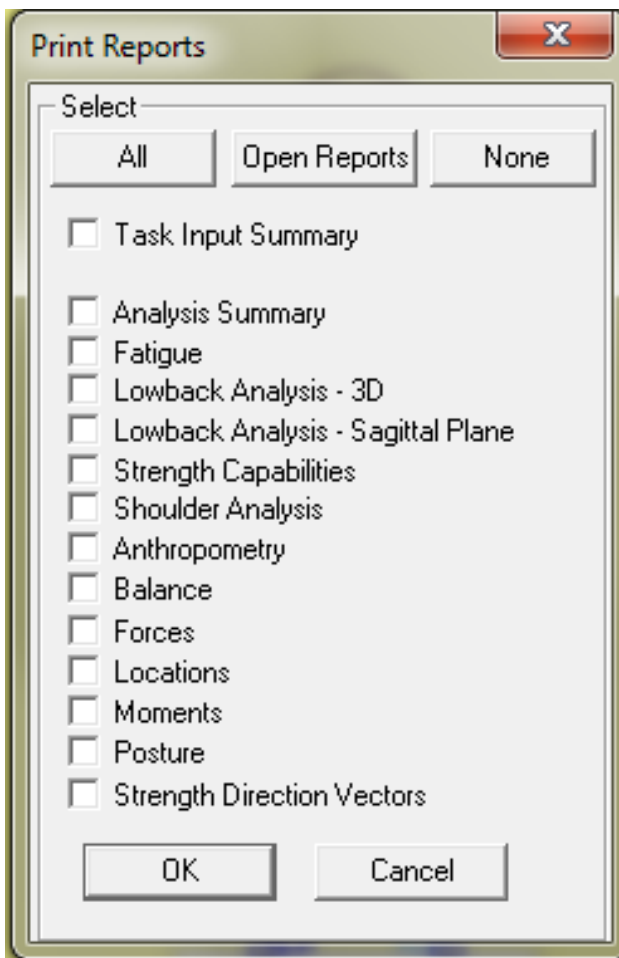 Print Reports
Select
All Open Reports None
Task Input Summary
Analysis Summary
Fatigue
Lowback Analysis - 3D
Lowback Analysis - Sagittal Plane
Strength Capabilities
Shoulder Analysis
Anthropometry
Balance
Forces
Locations
Moments
Posture
Strength Direction Vectors
OK Cancel